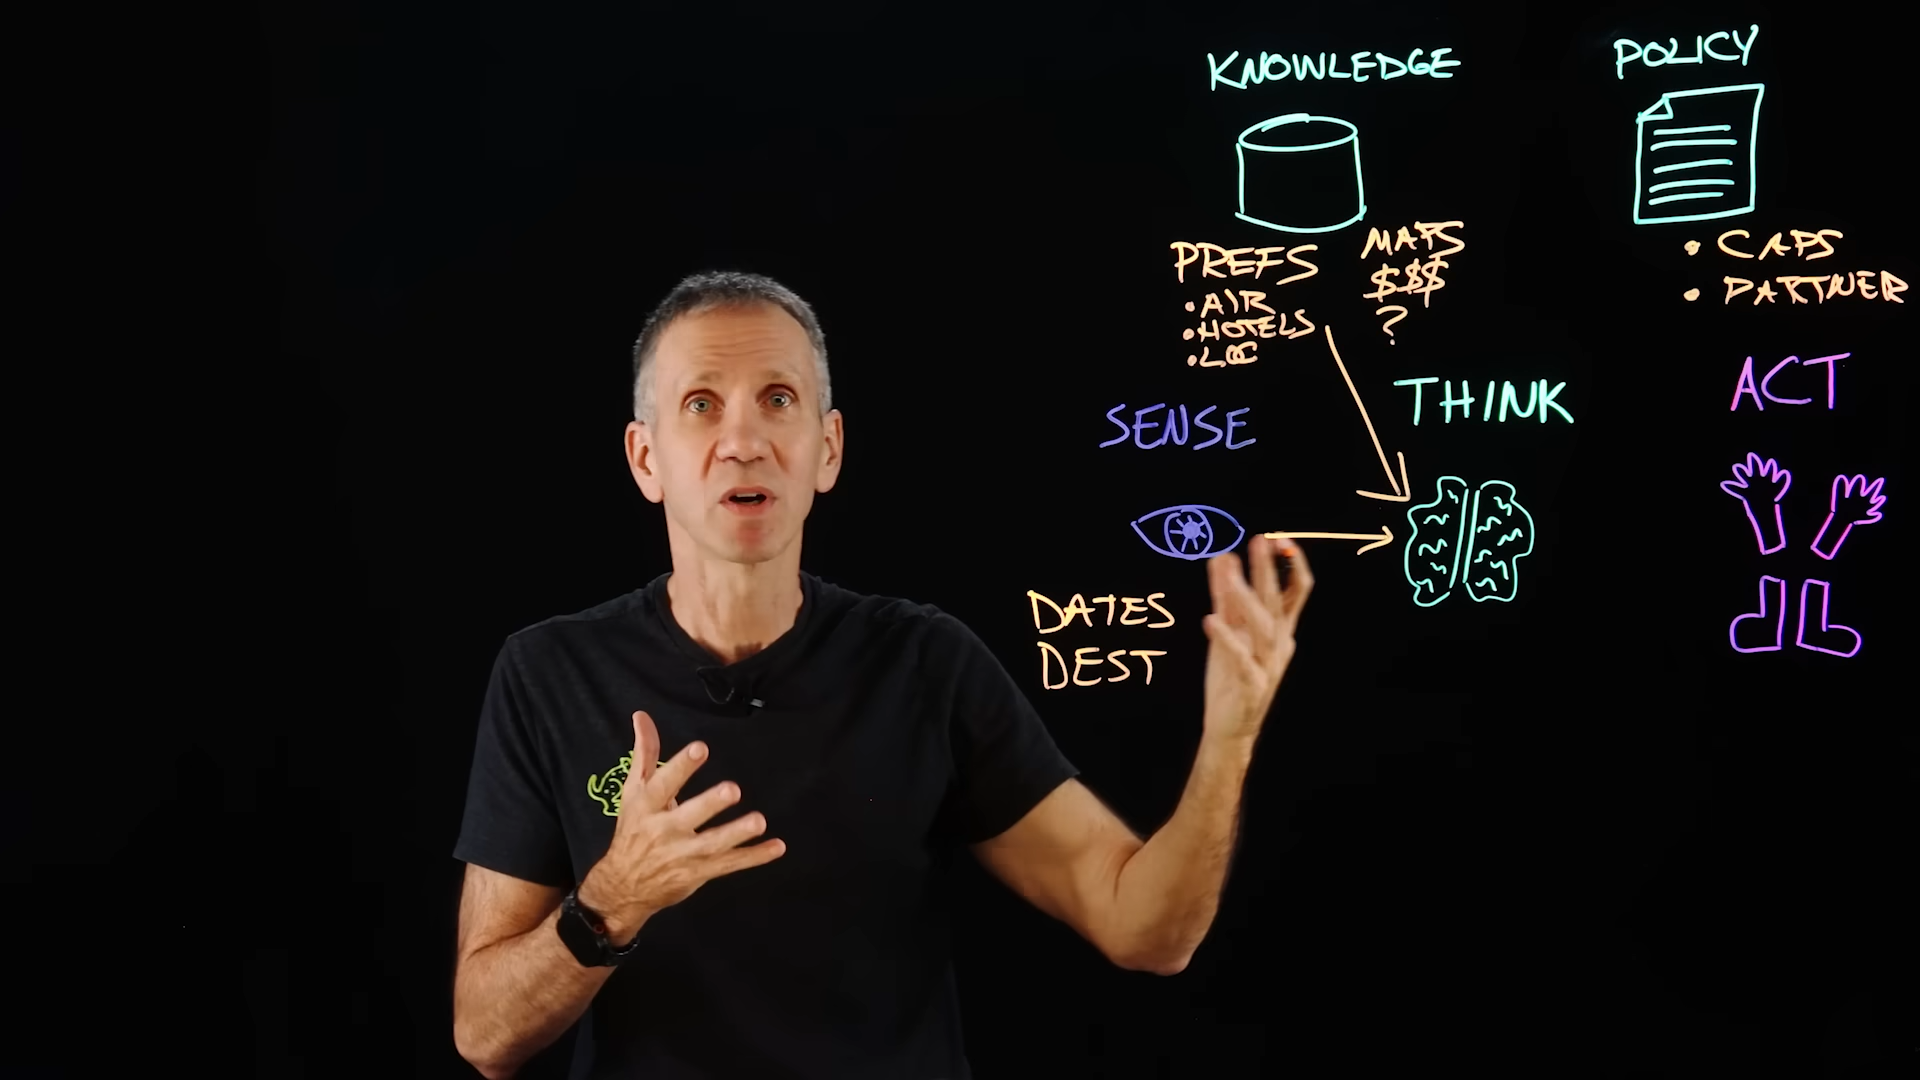 KNOWLEDGE
PREFS
• AIR
• HOTELS
• LOC
MAPS
$$$
?
POLICY
• CAPS
• PARTNER
SENSE
DATES
DEST
THINK
ACT